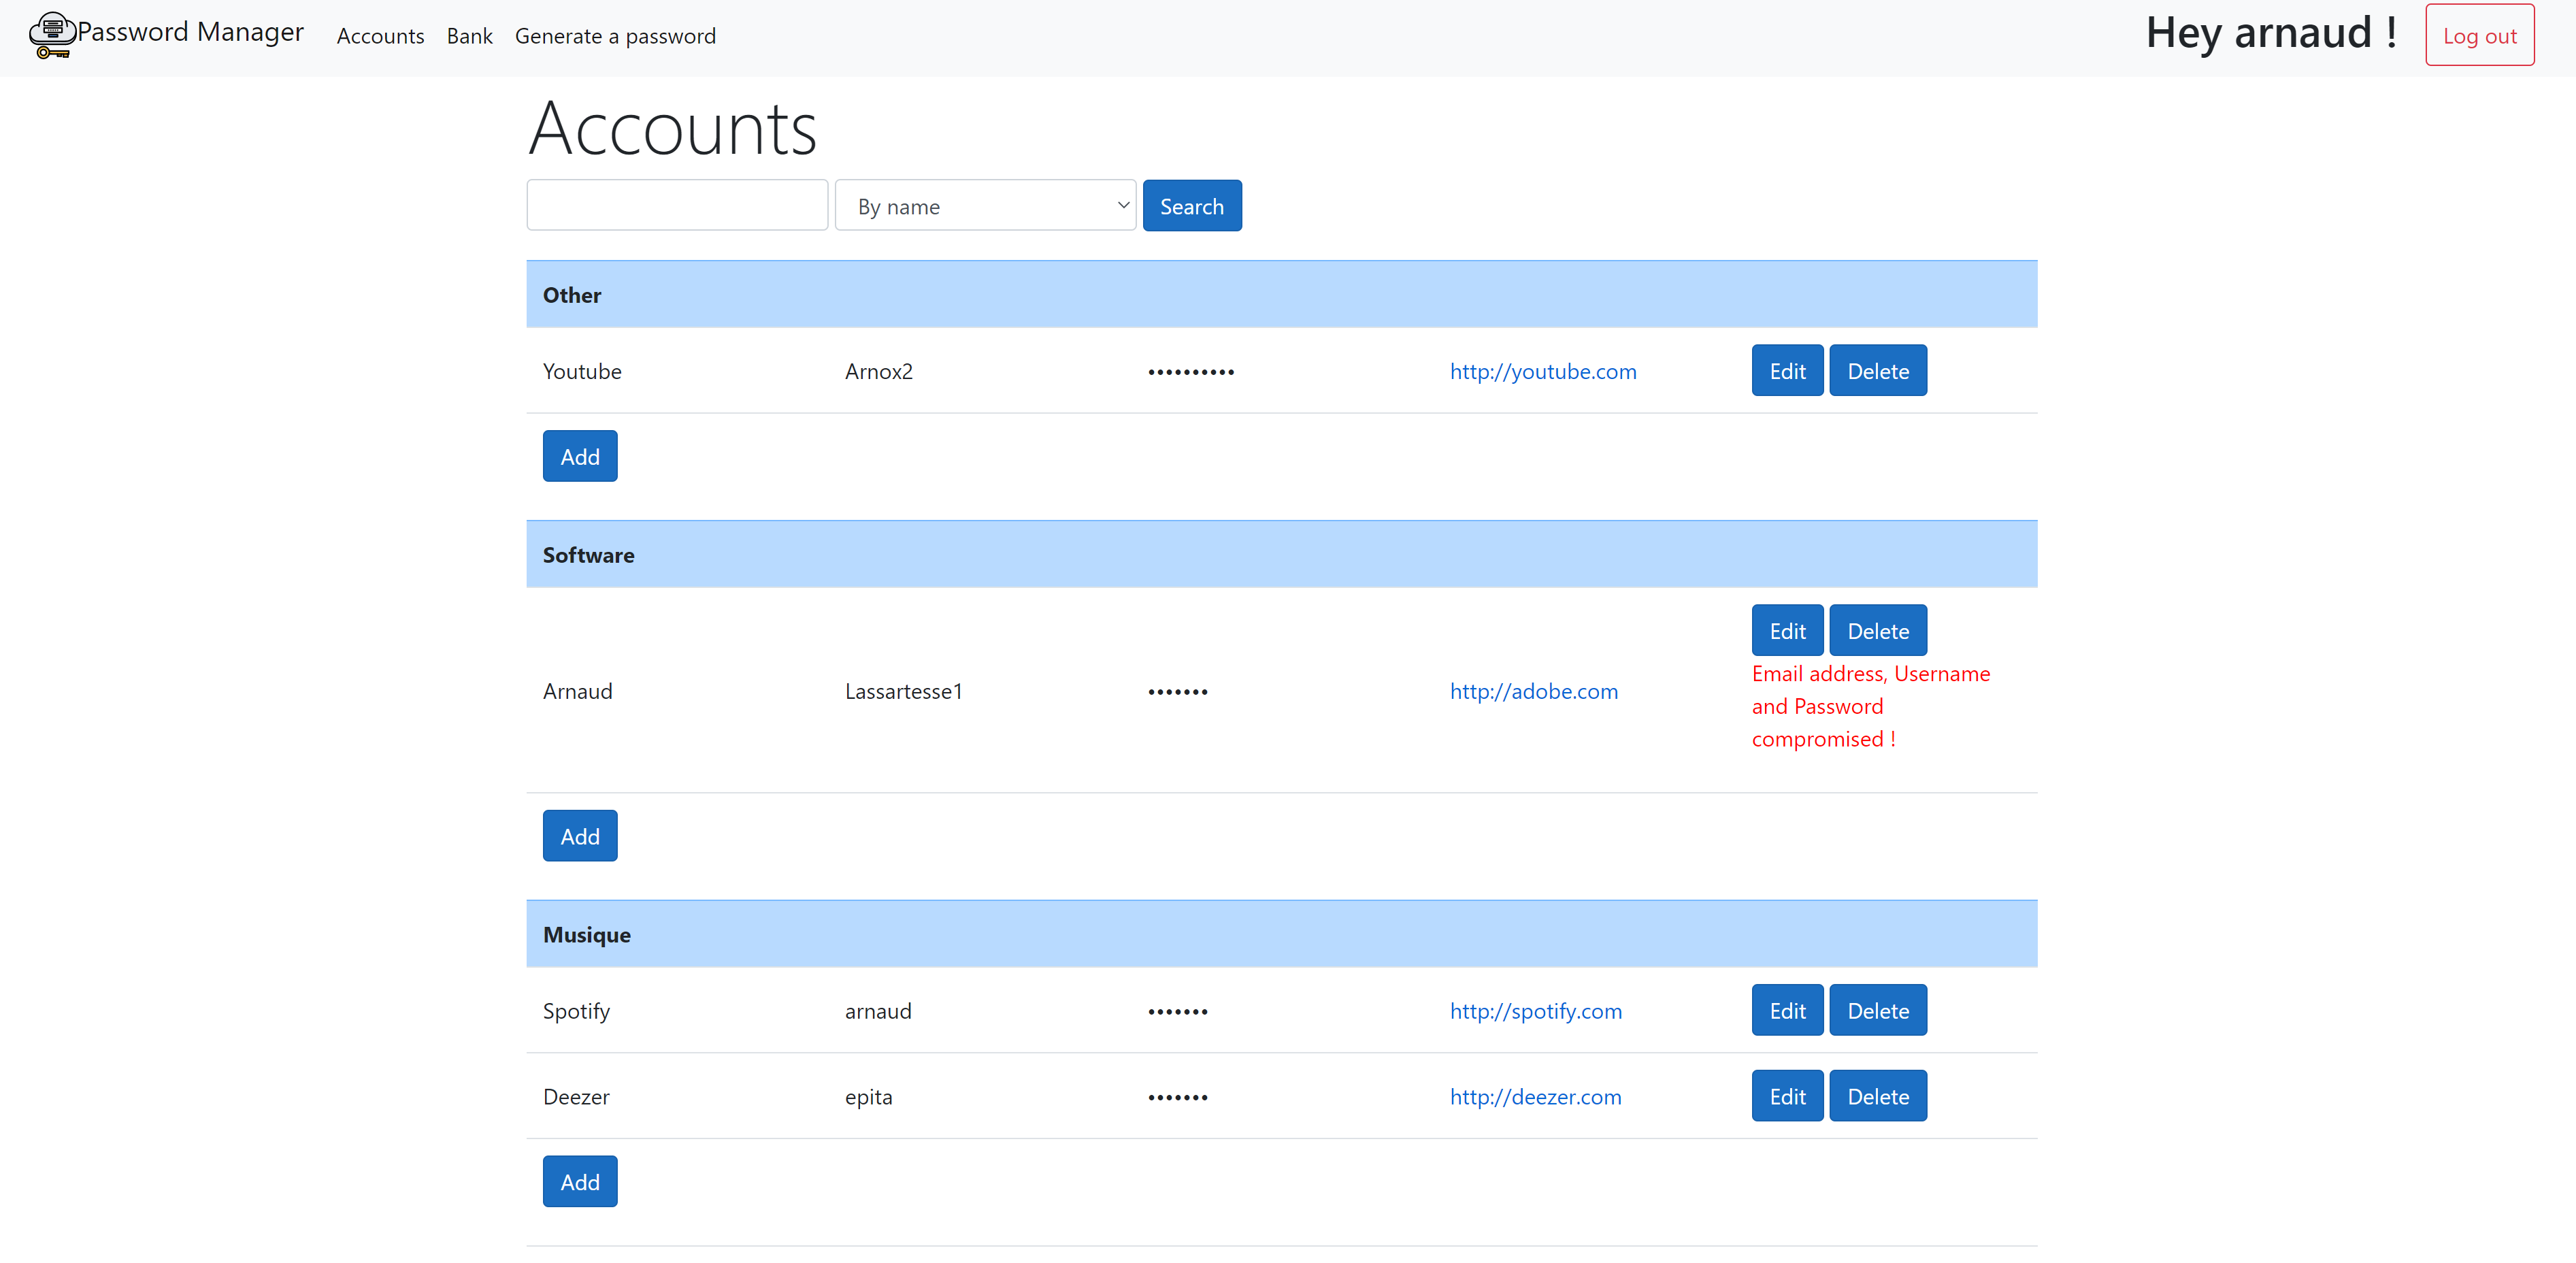 Password Manager Accounts Bank Generate a password Hey arnaud ! Log out
Accounts
By name Search
Other
Youtube Arnox2 •••••••••• http://youtube.com Edit Delete
Add
Software
Edit Delete
Arnaud Lassartesse1 ••••••• http://adobe.com
Email address, Username
and Password
compromised !
Add
Musique
Spotify arnaud ••••••• http://spotify.com Edit Delete
Deezer epita ••••••• http://deezer.com Edit Delete
Add